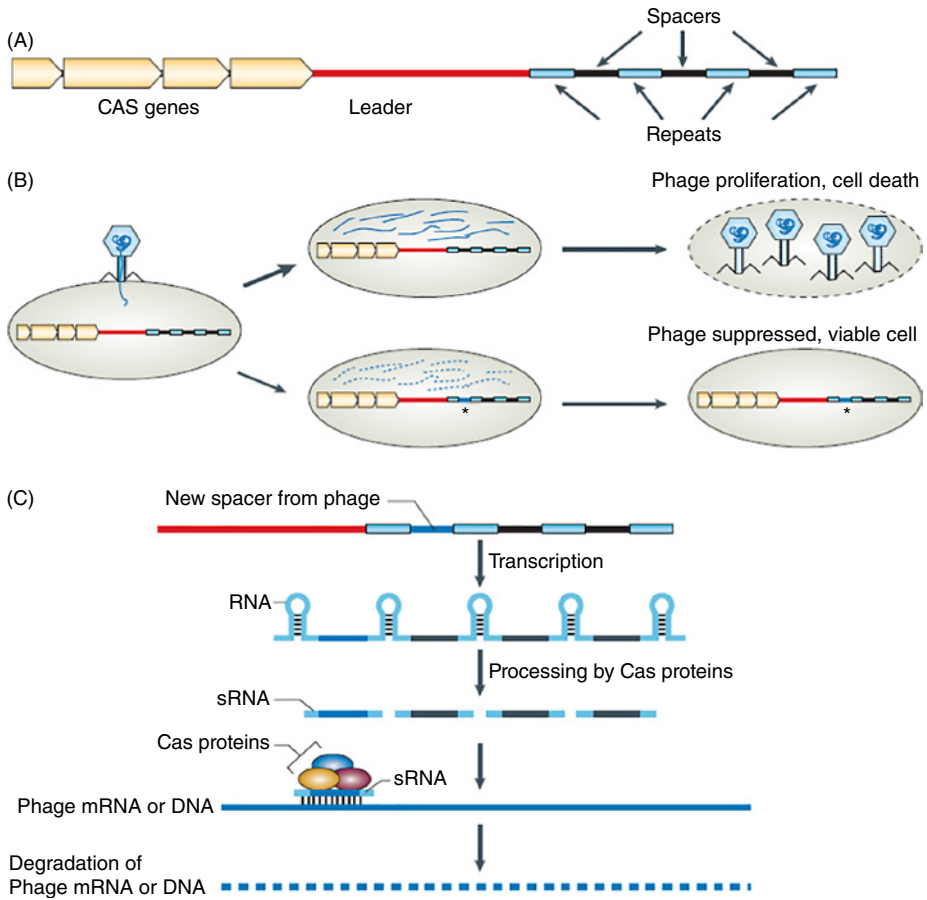 (A)
Spacers
CAS genes
Leader
Repeats
(B)
Phage proliferation, cell death
Phage suppressed, viable cell
*
*
(C)
New spacer from phage
Transcription
RNA
Processing by Cas proteins
sRNA
Cas proteins
sRNA
Phage mRNA or DNA
Degradation of
Phage mRNA or DNA